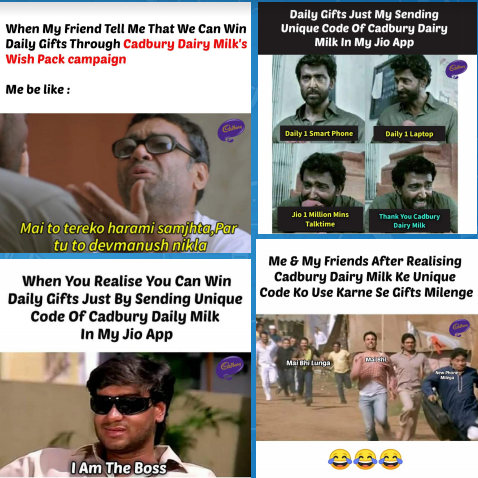 When My Friend Tell Me That We Can Win
Daily Gifts Through Cadbury Dairy Milk's
Wish Pack campaign
Me be like :
Cadbury
Mai to tereko harami samjhta,Par
tu to devmanush nikla
Daily Gifts Just My Sending
Unique Code Of Cadbury Dairy
Milk In My Jio App
Cadbury
Daily 1 Smart Phone
Daily 1 Laptop
Jio 1 Million Mins
Talktime
Thank You Cadbury
Dairy Milk
When You Realise You Can Win
Daily Gifts Just By Sending Unique
Code Of Cadbury Daily Milk
In My Jio App
Cadbury
I Am The Boss
Me & My Friends After Realising
Cadbury Dairy Milk Ke Unique
Code Ko Use Karne Se Gifts Milenge
Cadbury
Mai Bhi Lunga
Mai Bhi
New Phone
Milega